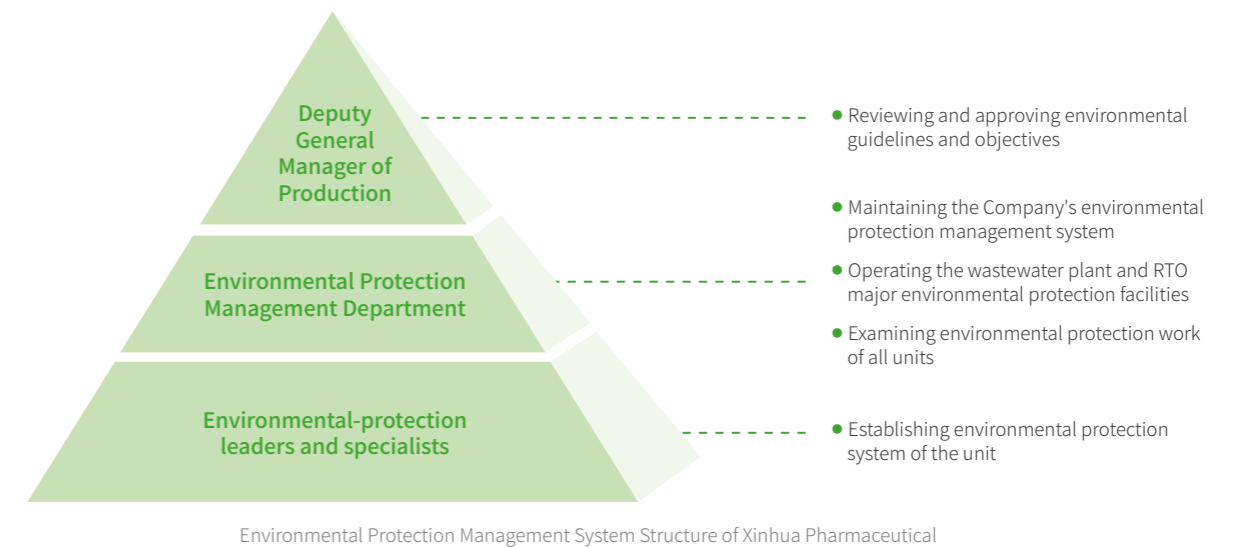 Deputy
General
Manager of
Production
Reviewing and approving environmental
guidelines and objectives
Environmental Protection
Management Department
Maintaining the Company's environmental
protection management system
Operating the wastewater plant and RTO
major environmental protection facilities
Examining environmental protection work
of all units
Environmental-protection
leaders and specialists
Establishing environmental protection
system of the unit
Environmental Protection Management System Structure of Xinhua Pharmaceutical